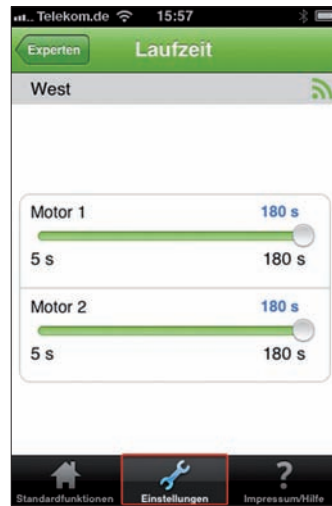 Telekom.de 15:57
Experten Laufzeit
West
Motor 1 180 s
5 s 180 s
Motor 2 180 s
5 s 180 s
Standardfunktionen Einstellungen Impressum/Hilfe